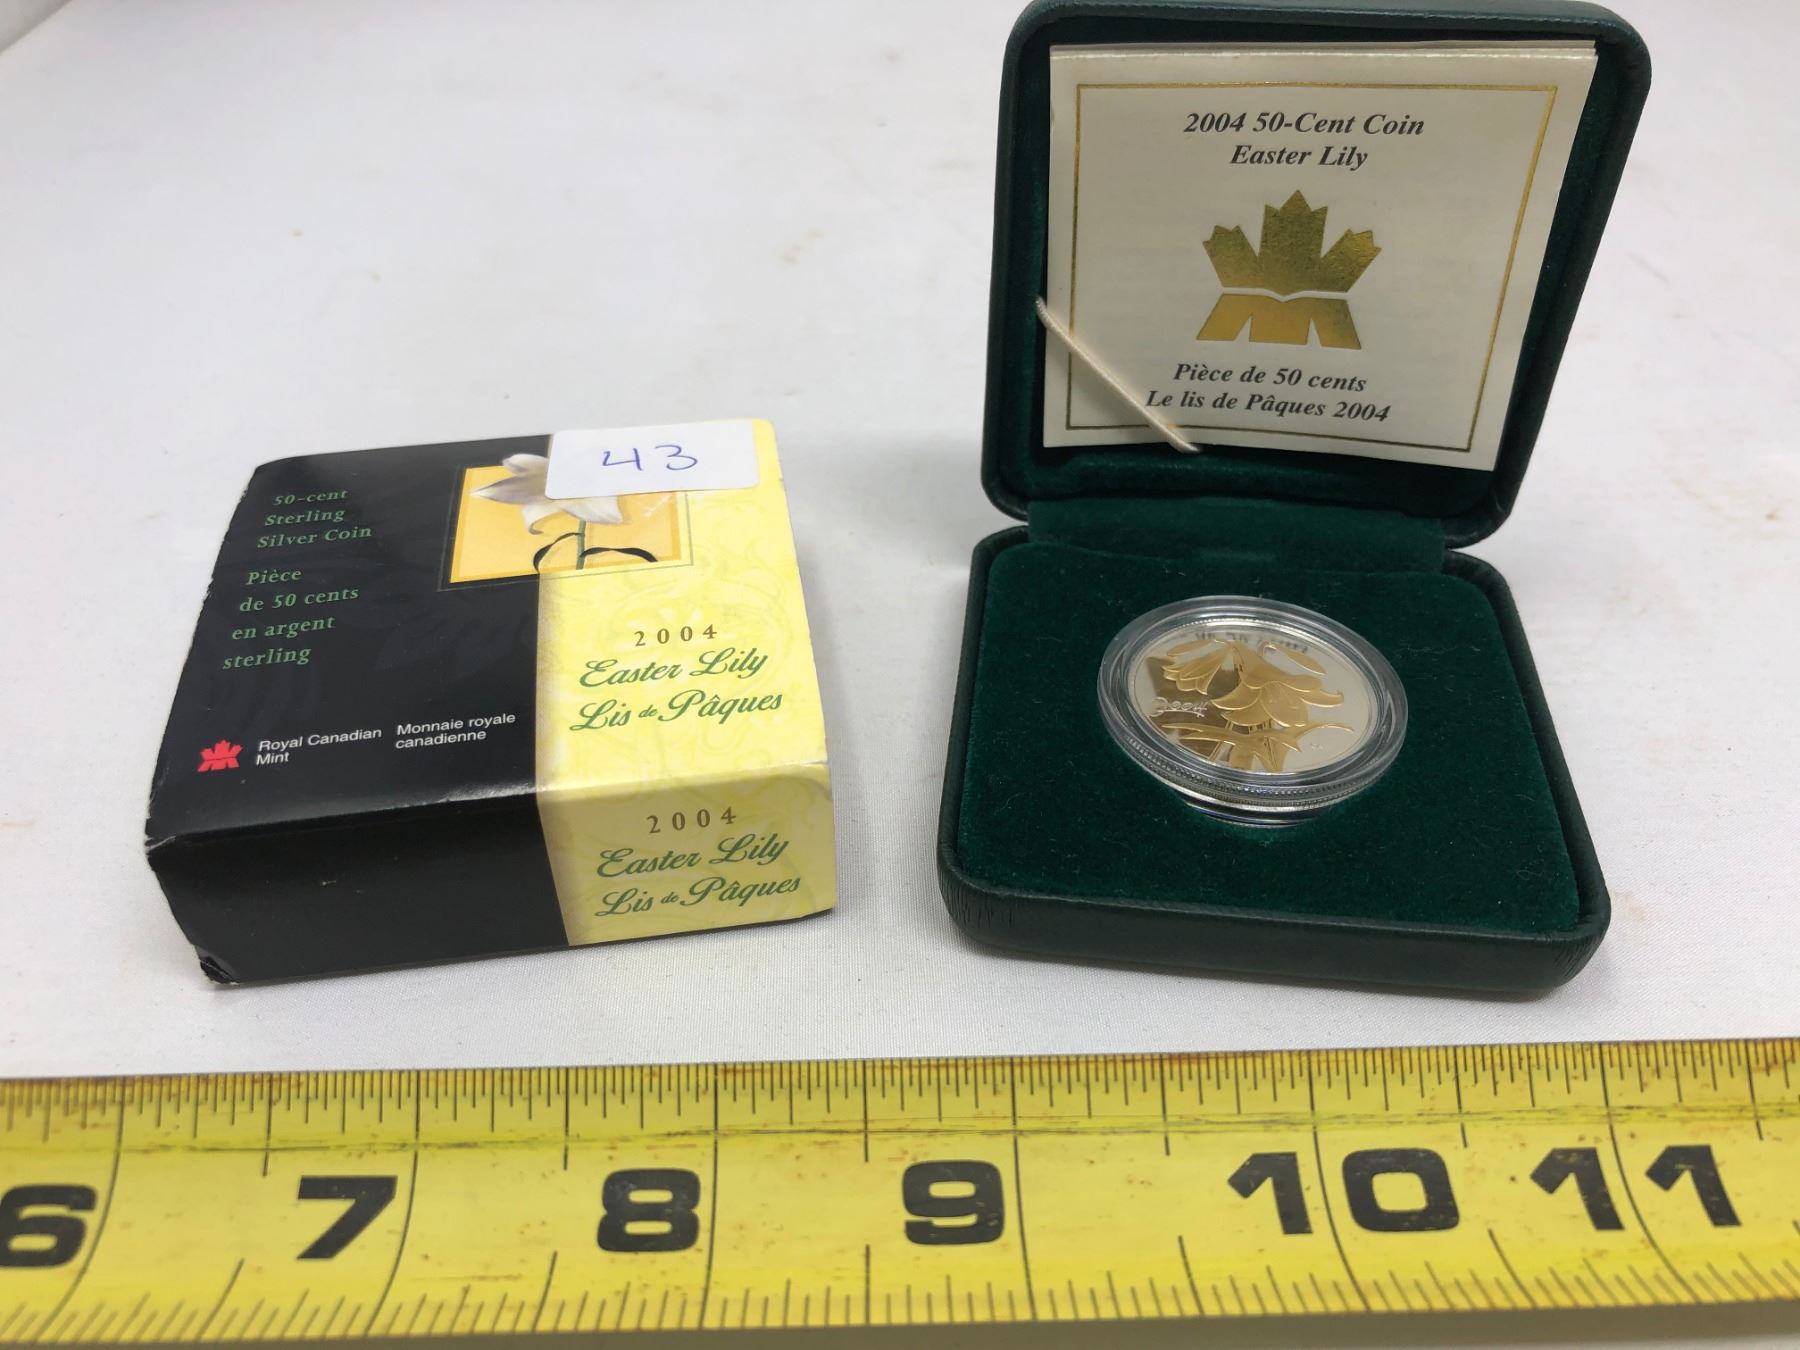 43
50-cent
Sterling
Silver Coin
Pièce
de 50 cents
en argent
sterling
Royal Canadian
Mint
Monnaie royale
canadienne
2004
Easter Lily
Lis de Pâques
2004
Easter Lily
Lis de Pâques
2004 50-Cent Coin
Easter Lily
Pièce de 50 cents
Le lis de Pâques 2004
2004
6 7 8 9 10 11